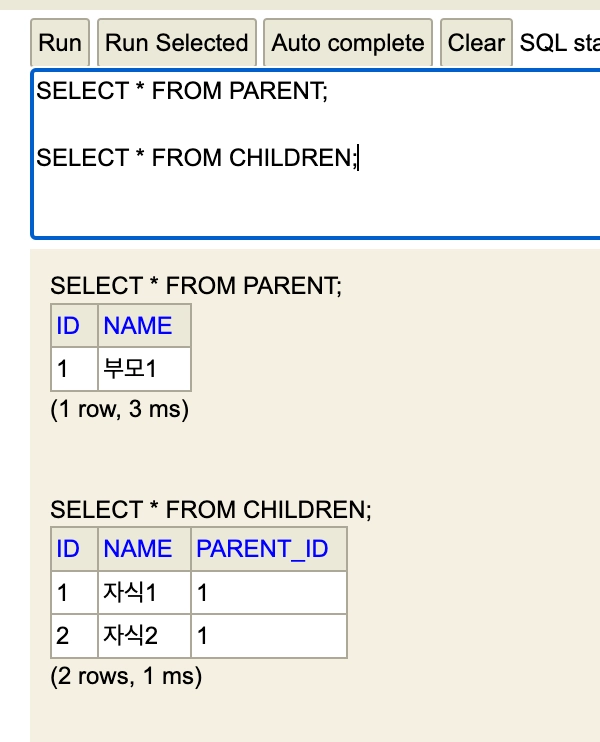 Run Run Selected Auto complete Clear SQL sta
SELECT * FROM PARENT;
SELECT * FROM CHILDREN;
SELECT * FROM PARENT;
ID NAME
1 부모1
(1 row, 3 ms)
SELECT * FROM CHILDREN;
ID NAME PARENT_ID
1 자식1 1
2 자식2 1
(2 rows, 1 ms)